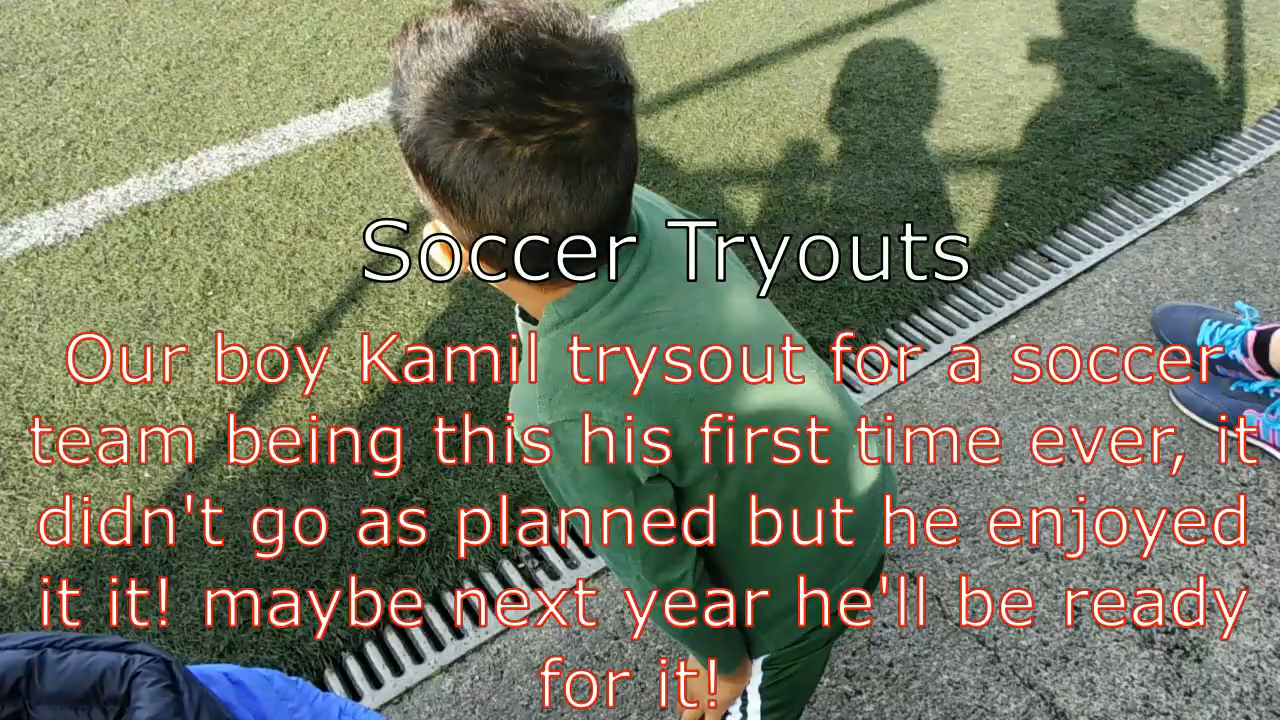 Soccer Tryouts
Our boy Kamil trysout for a soccer
team being this his first time ever, it
didn't go as planned but he enjoyed
it it! maybe next year he'll be ready
for it!